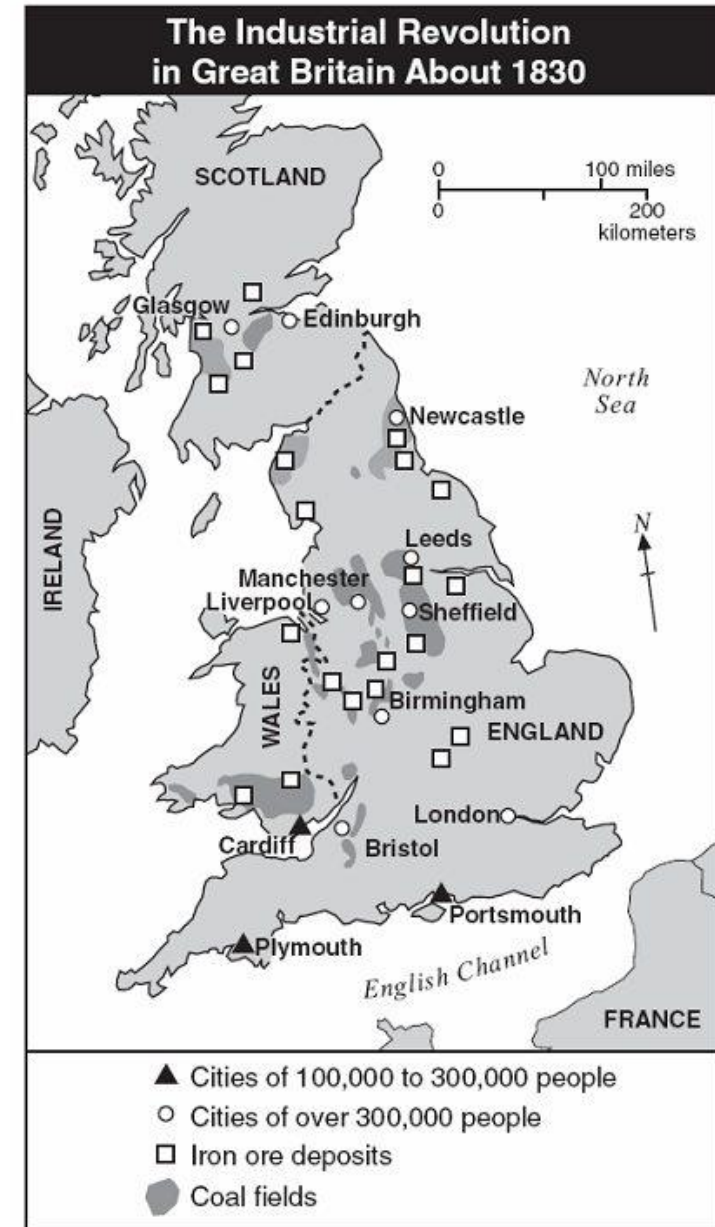 The Industrial Revolution
in Great Britain About 1830
SCOTLAND
0 100 miles
0 200
kilometers
Glasgow
Edinburgh
North
Sea
Newcastle
N
IRELAND
Leeds
Manchester
Liverpool
Sheffield
WALES
Birmingham
ENGLAND
London
Cardiff
Bristol
Portsmouth
Plymouth
English Channel
FRANCE
Cities of 100,000 to 300,000 people
Cities of over 300,000 people
Iron ore deposits
Coal fields